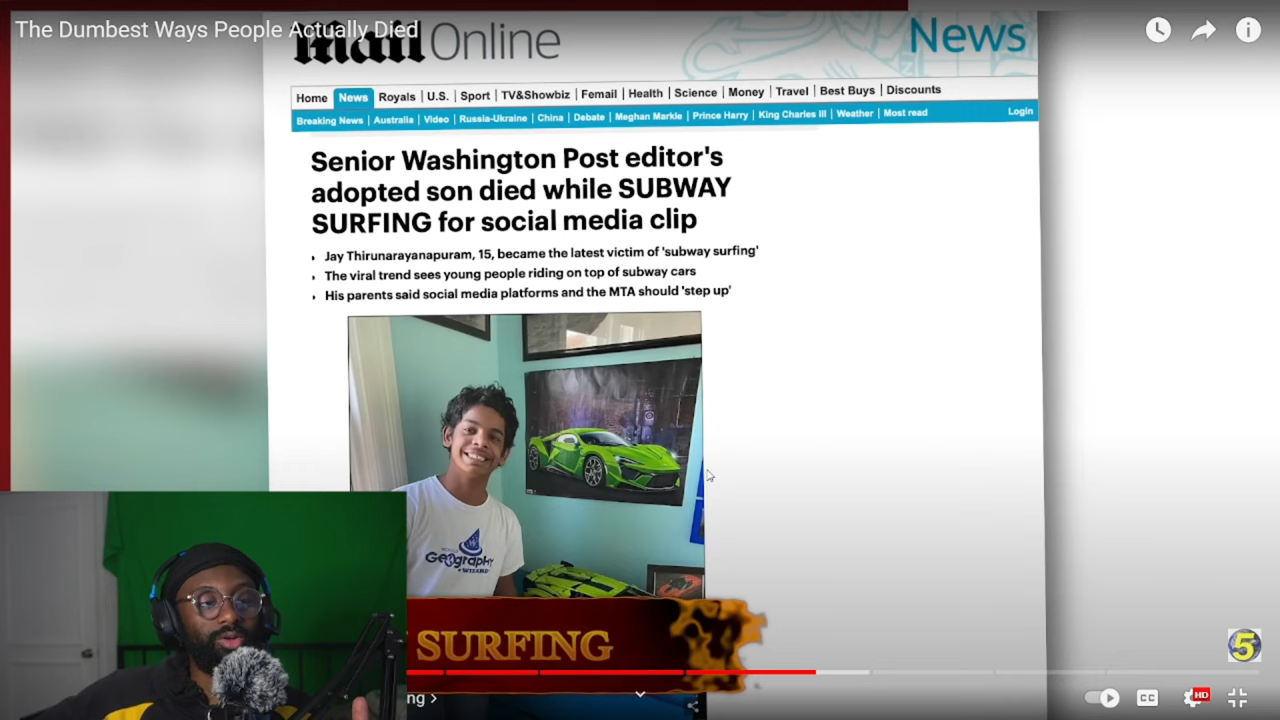 The Dumbest Ways People Actually Died
Mail Online
News
Home News Royals U.S. Sport TV&Showbiz Femail Health Science Money Travel Best Buys Discounts
Breaking News Australia Video Russia-Ukraine China Debate Meghan Markle Prince Harry King Charles III Weather Most read Login
Senior Washington Post editor's
adopted son died while SUBWAY
SURFING for social media clip
Jay Thirunarayanapuram, 15, became the latest victim of 'subway surfing'
The viral trend sees young people riding on top of subway cars
His parents said social media platforms and the MTA should 'step up'
GeOgraphy
WIZARD
SURFING
5
ng >
CC
HD